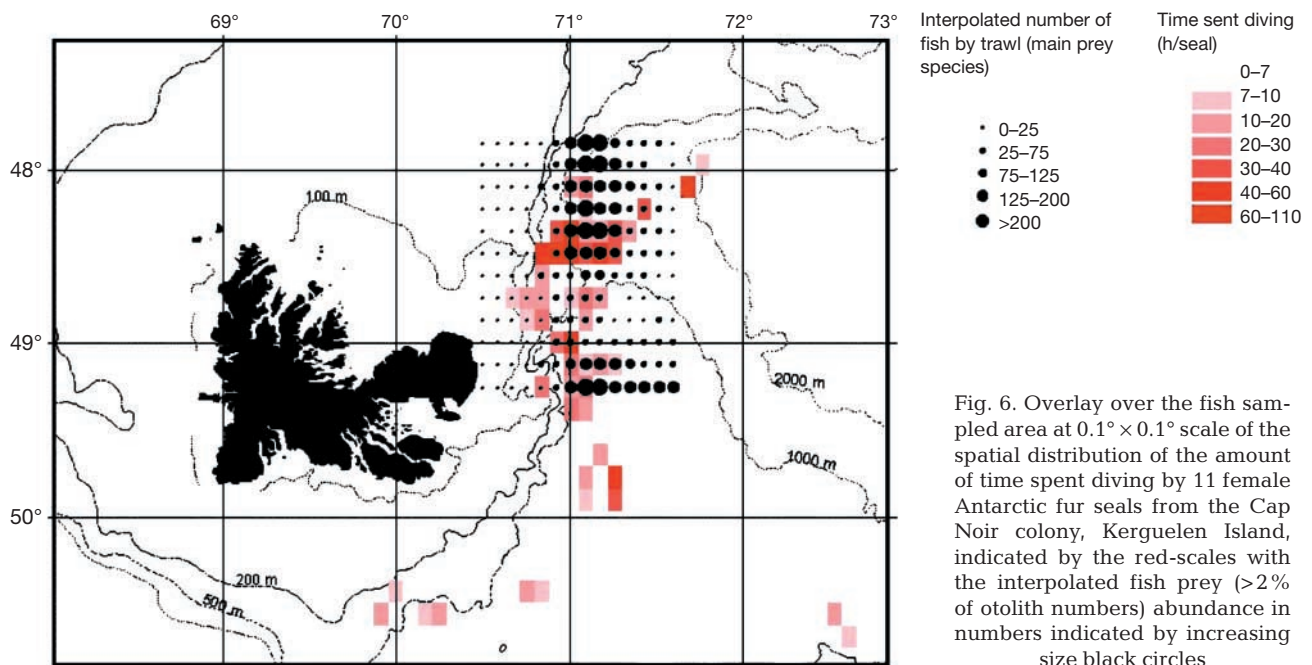 69° 70° 71° 72° 73°
48°
49°
50°
100 m
200 m
500 m
2000 m
1000 m
Interpolated number of
fish by trawl (main prey
species)
0–25
25–75
75–125
125–200
>200
Time sent diving
(h/seal)
0–7
7–10
10–20
20–30
30–40
40–60
60–110
Fig. 6. Overlay over the fish sam-
pled area at 0.1° × 0.1° scale of the
spatial distribution of the amount
of time spent diving by 11 female
Antarctic fur seals from the Cap
Noir colony, Kerguelen Island,
indicated by the red-scales with
the interpolated fish prey (>2%
of otolith numbers) abundance in
numbers indicated by increasing
size black circles